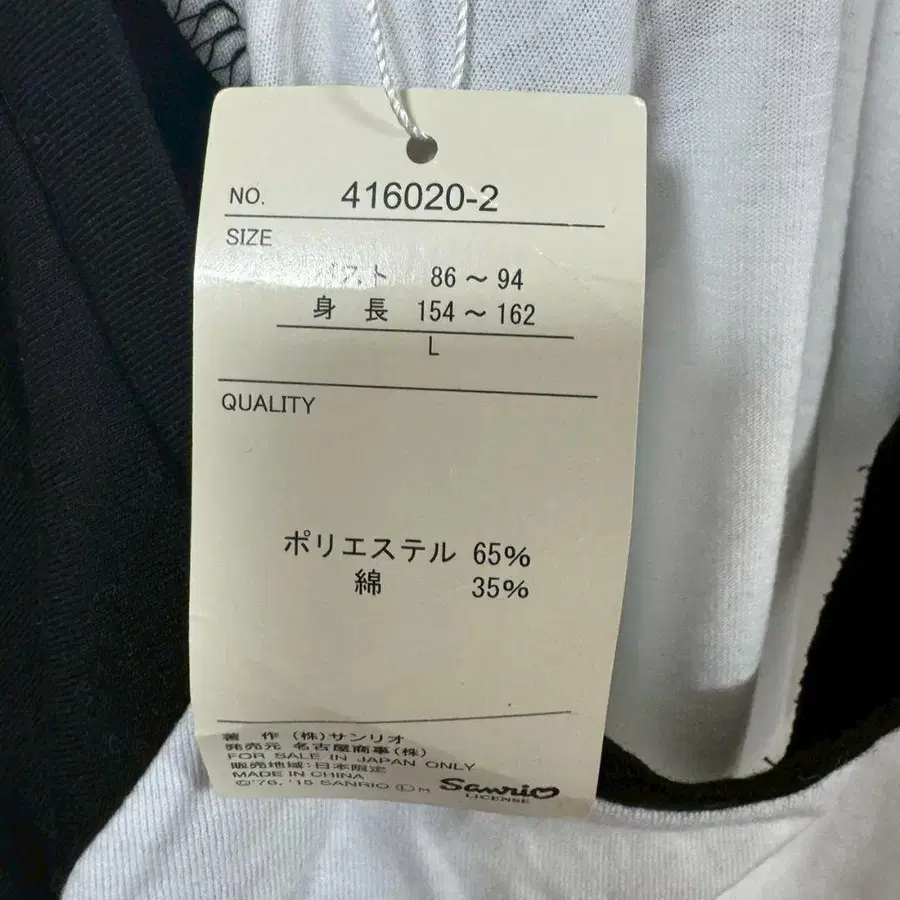 NO. 416020-2
SIZE
バスト 86～94
身 長 154～162
L
QUALITY
ポリエステル 65%
綿 35%
著 作 (株)サンリオ
発売元 名古屋商事(株)
FOR SALE IN JAPAN ONLY
販売地域:日本限定
MADE IN CHINA
©'76, '15 SANRIO Ⓛ M
Sanrio
LICENSE